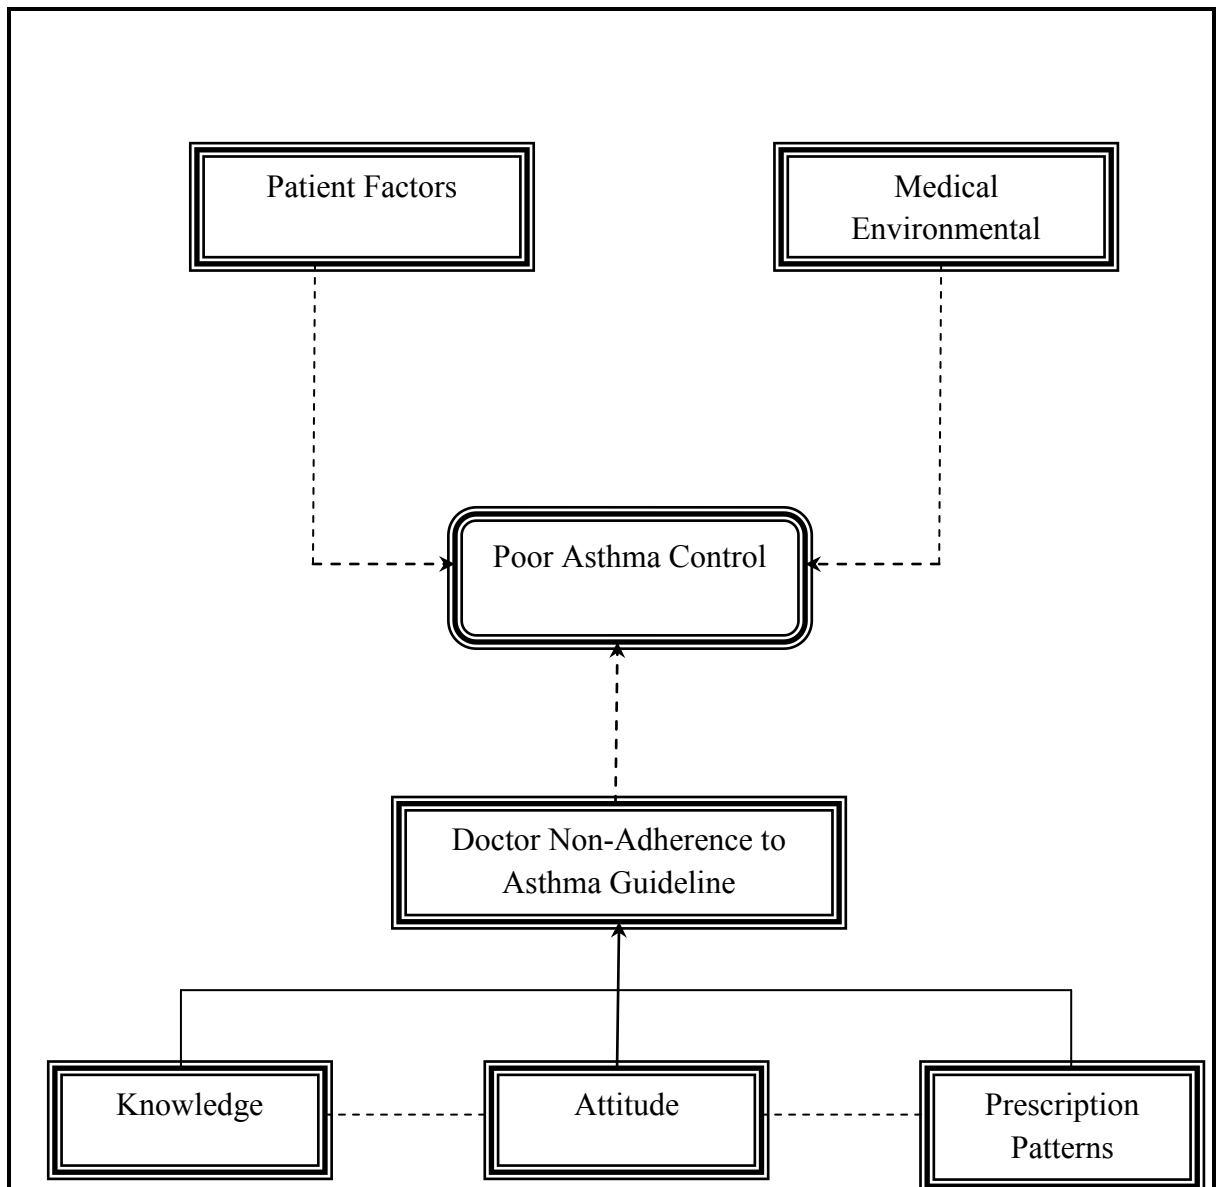 Patient Factors
Medical
Environmental
Poor Asthma Control
Doctor Non-Adherence to
Asthma Guideline
Knowledge
Attitude
Prescription
Patterns